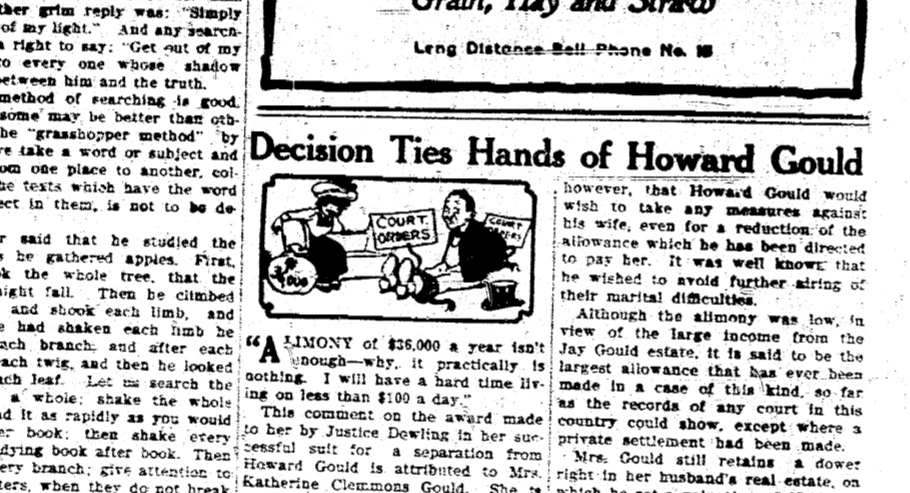 ther grim reply was: "Simply
of my light." And any search-
a right to say: "Get out of my
to every one whose shadow
between him and the truth.
method of searching is good,
some may be better than oth-
he "grasshopper method" by
re take a word or subject and
om one place to another, col-
he texts which have the word
ect in them, is not to be de-
r said that he studied the
s he gathered apples. First,
ok the whole tree, that the
might fall. Then he climbed
and shook each limb, and
e had shaken each limb he
each branch, and after each
each twig, and then he looked
ach leaf. Let us search the
a whole; shake the whole
nd it as rapidly as you would
er book; then shake every
dying book after book. Then
ery branch; give attention to
ters, when they do not break
Grain, Hay and Straw
Long Distance Bell Phone No. 15
Decision Ties Hands of Howard Gould
COURT
ORDERS
COURT
ORDERS
"ALIMONY of $36,000 a year isn't
enough—why, it practically is
nothing. I will have a hard time liv-
ing on less than $100 a day."
This comment on the award made
to her by Justice Dowling in her suc-
cessful suit for a separation from
Howard Gould is attributed to Mrs.
Katherine Clemmons Gould. She is
however, that Howard Gould would
wish to take any measures against
his wife, even for a reduction of the
allowance which he has been directed
to pay her. It was well known that
he wished to avoid further airing of
their marital difficulties.
Although the alimony was low, in
view of the large income from the
Jay Gould estate, it is said to be the
largest allowance that has ever been
made in a case of this kind, so far
as the records of any court in this
country could show, except where a
private settlement had been made.
Mrs. Gould still retains a dower
right in her husband's real estate, on